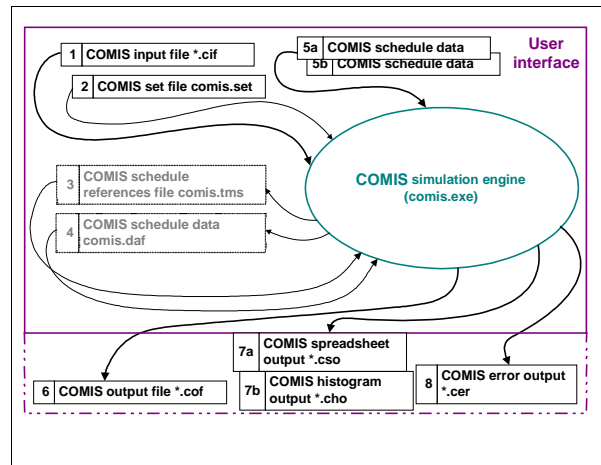 1 COMIS input file *.cif
5a COMIS schedule data
5b COMIS schedule data
User
interface
2 COMIS set file comis.set
3 COMIS schedule
references file comis.tms
COMIS simulation engine
(comis.exe)
4 COMIS schedule data
comis.daf
7a COMIS spreadsheet
output *.cso
6 COMIS output file *.cof
7b COMIS histogram
output *.cho
8 COMIS error output
*.cer